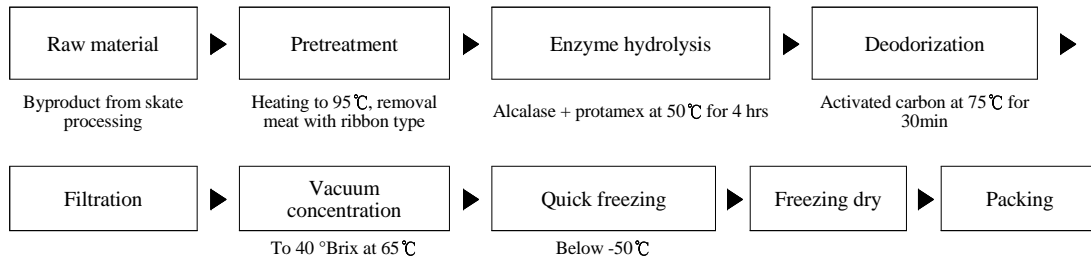 Raw material
Pretreatment
Enzyme hydrolysis
Deodorization
Byproduct from skate
processing
Heating to 95℃, removal
meat with ribbon type
Alcalase + protamex at 50℃ for 4 hrs
Activated carbon at 75℃ for
30min
Filtration
Vacuum
concentration
Quick freezing
Freezing dry
Packing
To 40 °Brix at 65℃
Below -50℃